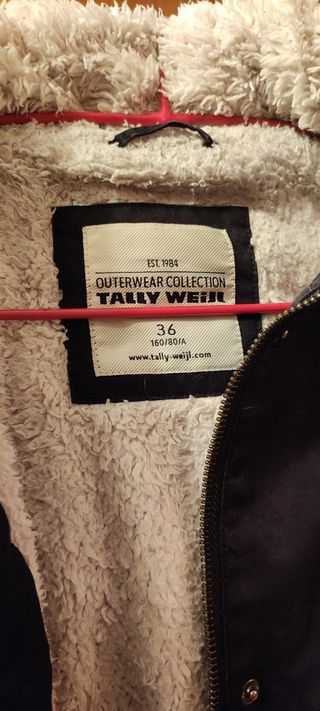 EST. 1984
OUTERWEAR COLLECTION
TALLY WEiJL
36
160/80/A
www.tally-weijl.com